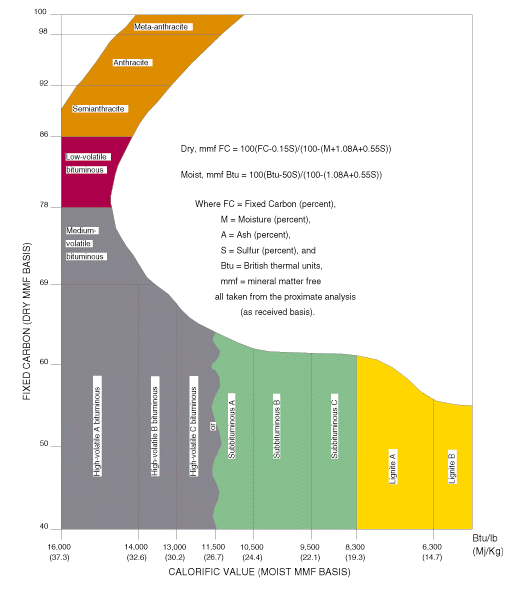 100
98
92
86
78
69
60
50
40
FIXED CARBON (DRY MMF BASIS)
Meta-anthracite
Anthracite
Semianthracite
Low-volatile
bituminous
Medium-
volatile
bituminous
Dry, mmf FC = 100(FC-0.15S)/(100-(M+1.08A+0.55S))
Moist, mmf Btu = 100(Btu-50S)/(100-(1.08A+0.55S))
Where FC = Fixed Carbon (percent),
M = Moisture (percent),
A = Ash (percent),
S = Sulfur (percent), and
Btu = British thermal units,
mmf = mineral matter free
all taken from the proximate analysis
(as received basis).
High-volatile A bituminous
High-volatile B bituminous
High-volatile C bituminous
or
Subbituminous A
Subbituminous B
Subbituminous C
Lignite A
Lignite B
16,000 14,000 13,000 11,500 10,500 9,500 8,300 6,300 Btu/lb
(37.3) (32.6) (30.2) (26.7) (24.4) (22.1) (19.3) (14.7) (Mj/Kg)
CALORIFIC VALUE (MOIST MMF BASIS)